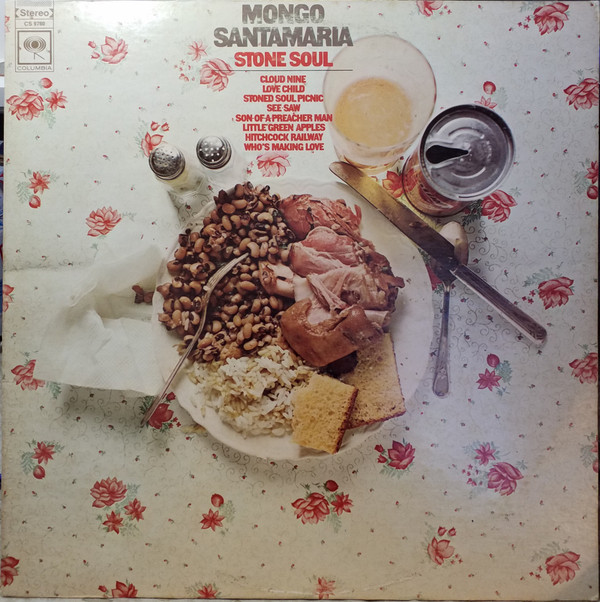 Stereo
CS 9780
COLUMBIA
MONGO
SANTAMARIA
STONE SOUL
CLOUD NINE
LOVE CHILD
STONED SOUL PICNIC
SEE SAW
SON-OF-A PREACHER MAN
LITTLE GREEN APPLES
HITCHCOCK RAILWAY
WHO'S MAKING LOVE